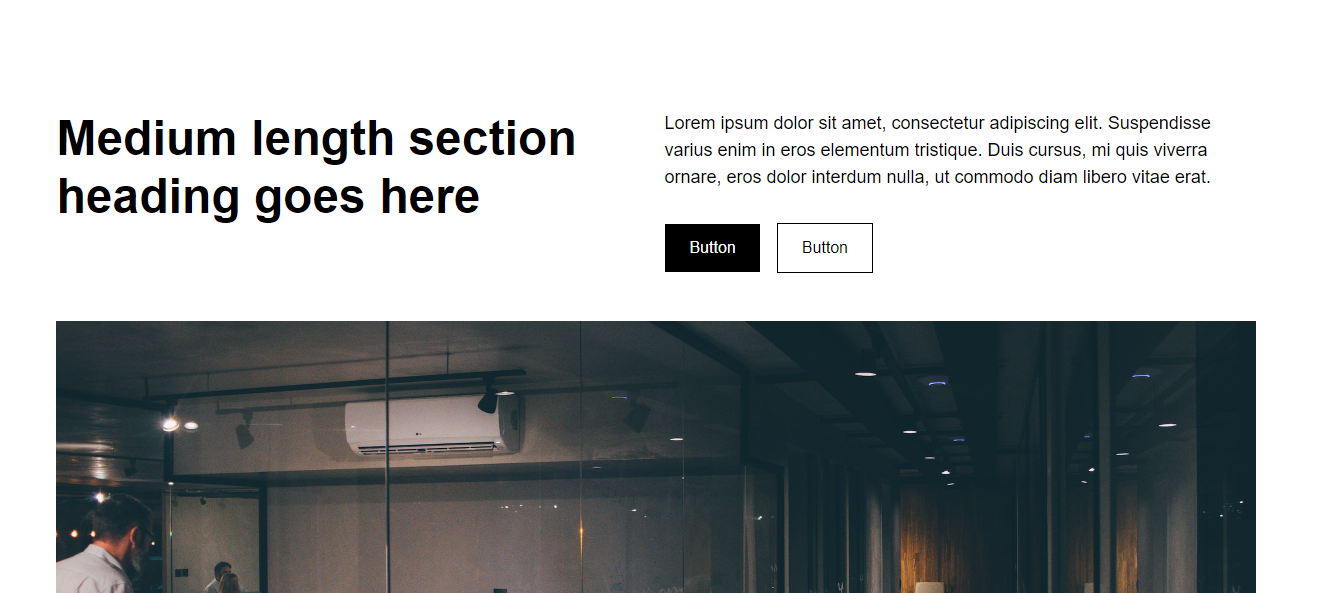 Medium length section
heading goes here
Lorem ipsum dolor sit amet, consectetur adipiscing elit. Suspendisse
varius enim in eros elementum tristique. Duis cursus, mi quis viverra
ornare, eros dolor interdum nulla, ut commodo diam libero vitae erat.
Button
Button